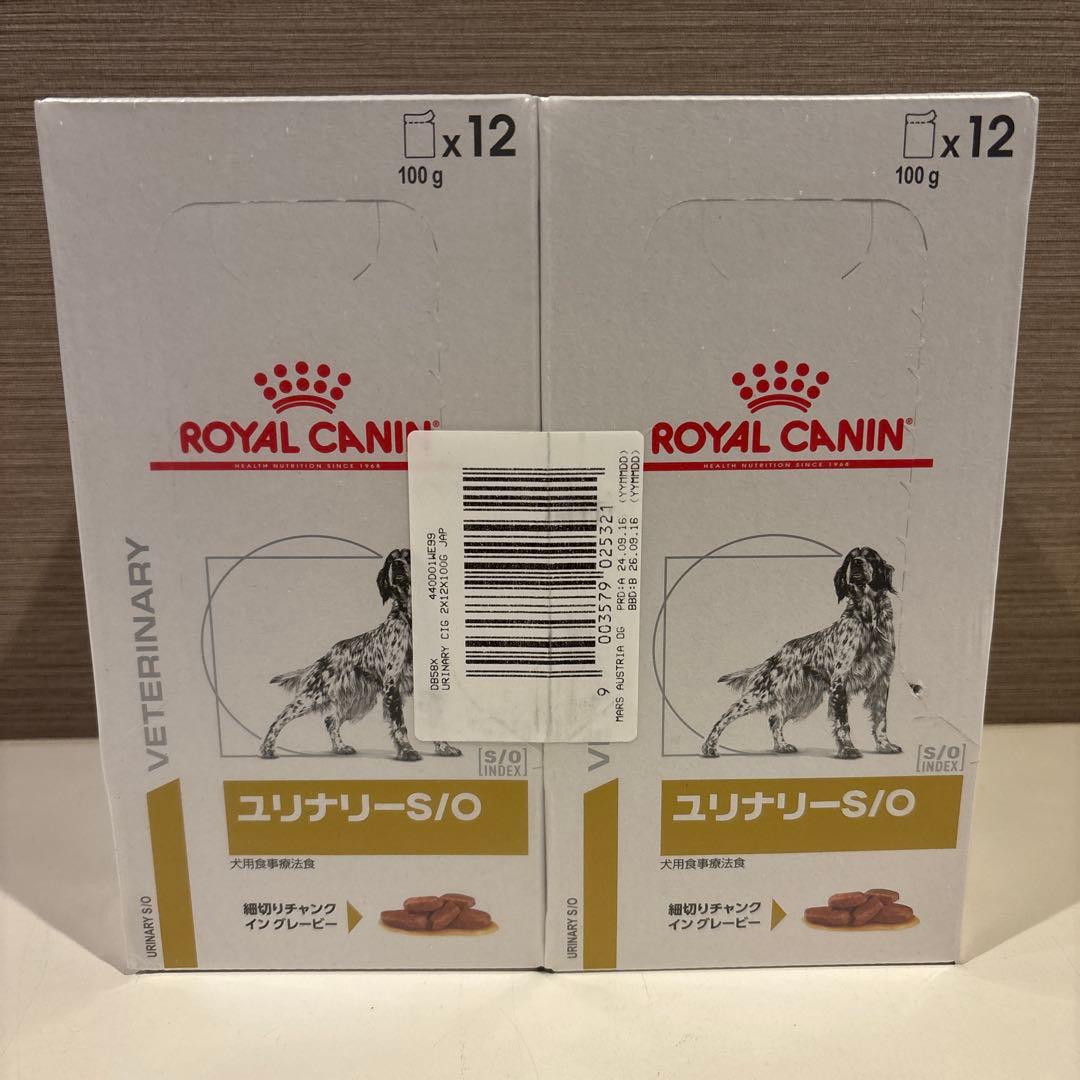 x12
100 g
ROYAL CANIN
HEALTH NUTRITION SINCE 1968
VETERINARY
S/O
INDEX
ユリナリーS/O
犬用食事療法食
細切りチャンク
イン グレービー
URINARY S/O
DB58X 440D01WE99
URINARY CIG 2X12X100G JAP
9 003579 025321
MARS AUSTRIA OG PRD:A 24.09.16 (YYMMDD)
BBD:B 26.09.16 (YYMMDD)
x12
100 g
ROYAL CANIN®
HEALTH NUTRITION SINCE 1968
S/O
INDEX
ユリナリーS/O
犬用食事療法食
細切りチャンク
イン グレービー
URINARY S/O